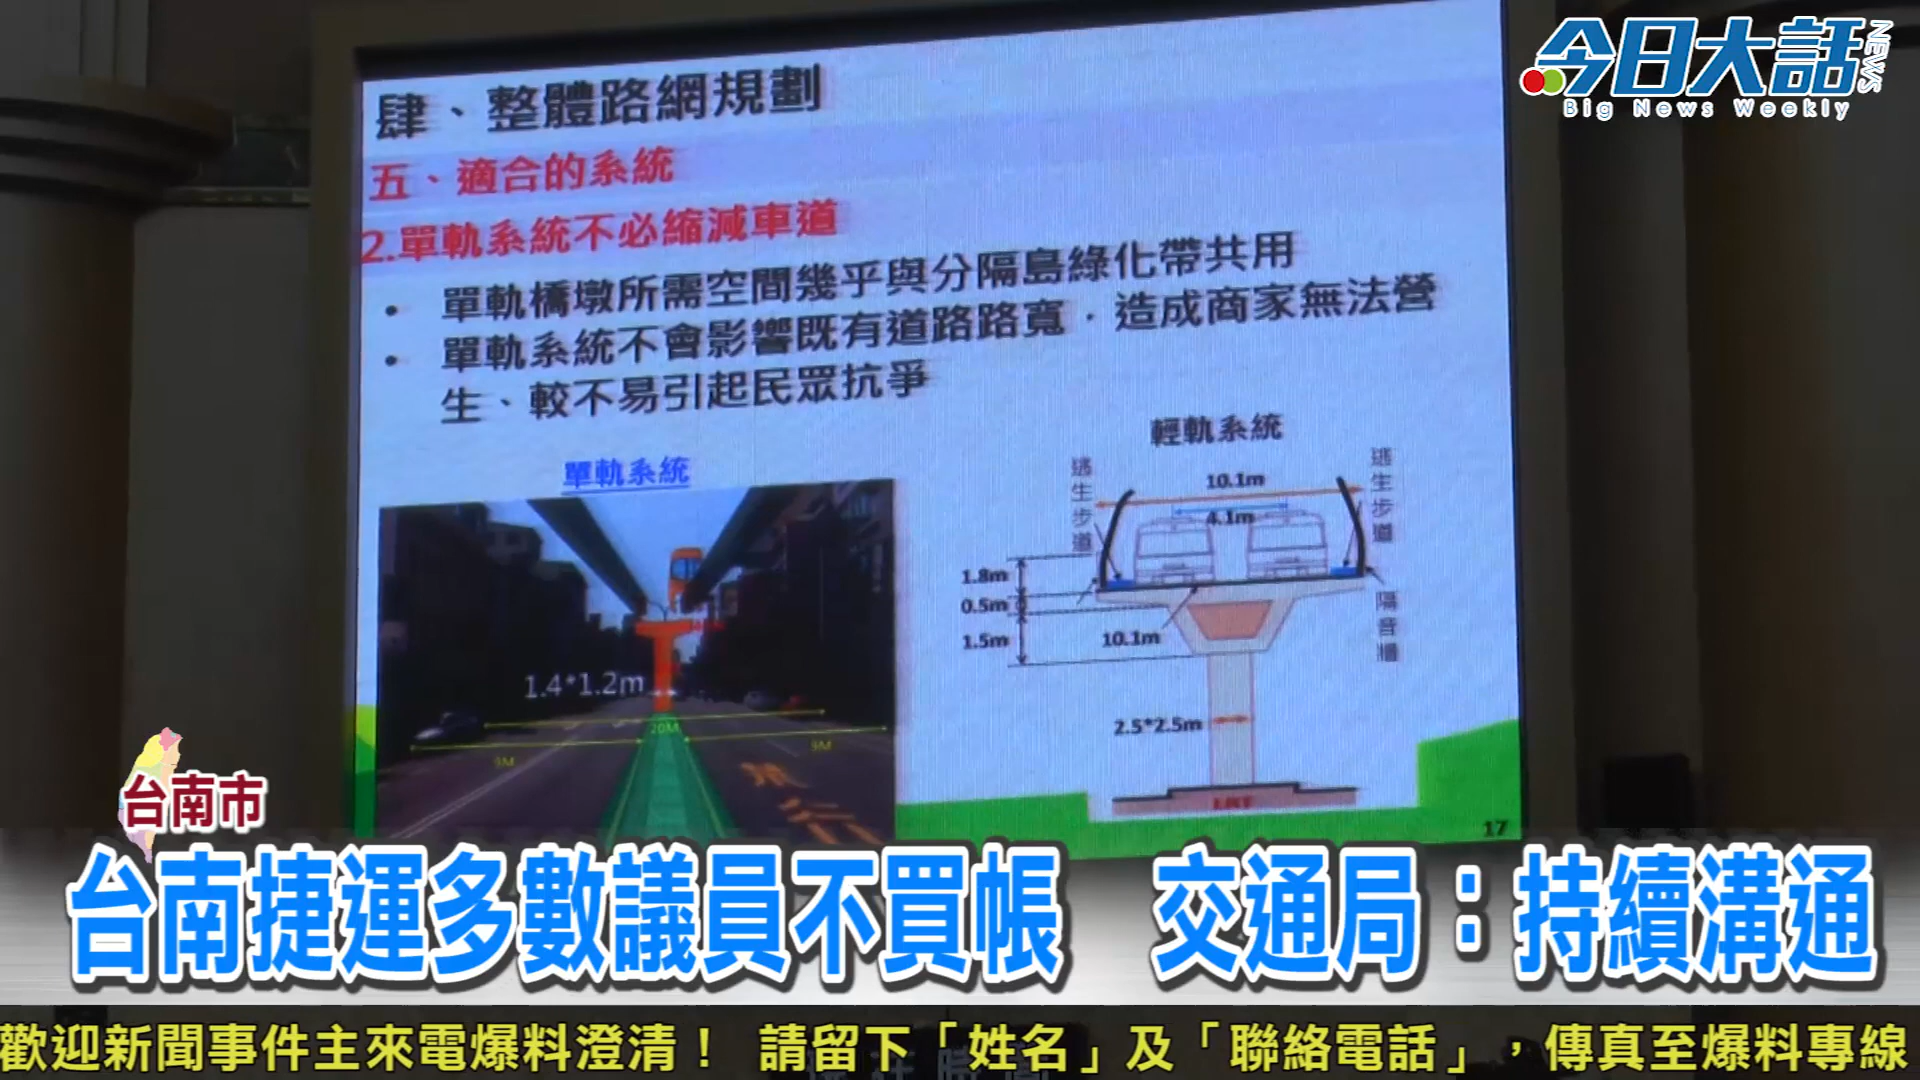 今日大話
NEWS
Big News Weekly
肆、整體路網規劃
五、適合的系統
2.單軌系統不必縮減車道
• 單軌橋墩所需空間幾乎與分隔島綠化帶共用
• 單軌系統不會影響既有道路路寬，造成商家無法營
生、較不易引起民眾抗爭
單軌系統
輕軌系統
逃生步道
逃生步道
10.1m
4.1m
1.8m
0.5m
1.5m
10.1m
隔音牆
1.4*1.2m
2.5*2.5m
20M
9M
9M
LRT
17
台南市
台南捷運多數議員不買帳 交通局：持續溝通
歡迎新聞事件主來電爆料澄清！ 請留下「姓名」及「聯絡電話」，傳真至爆料專線